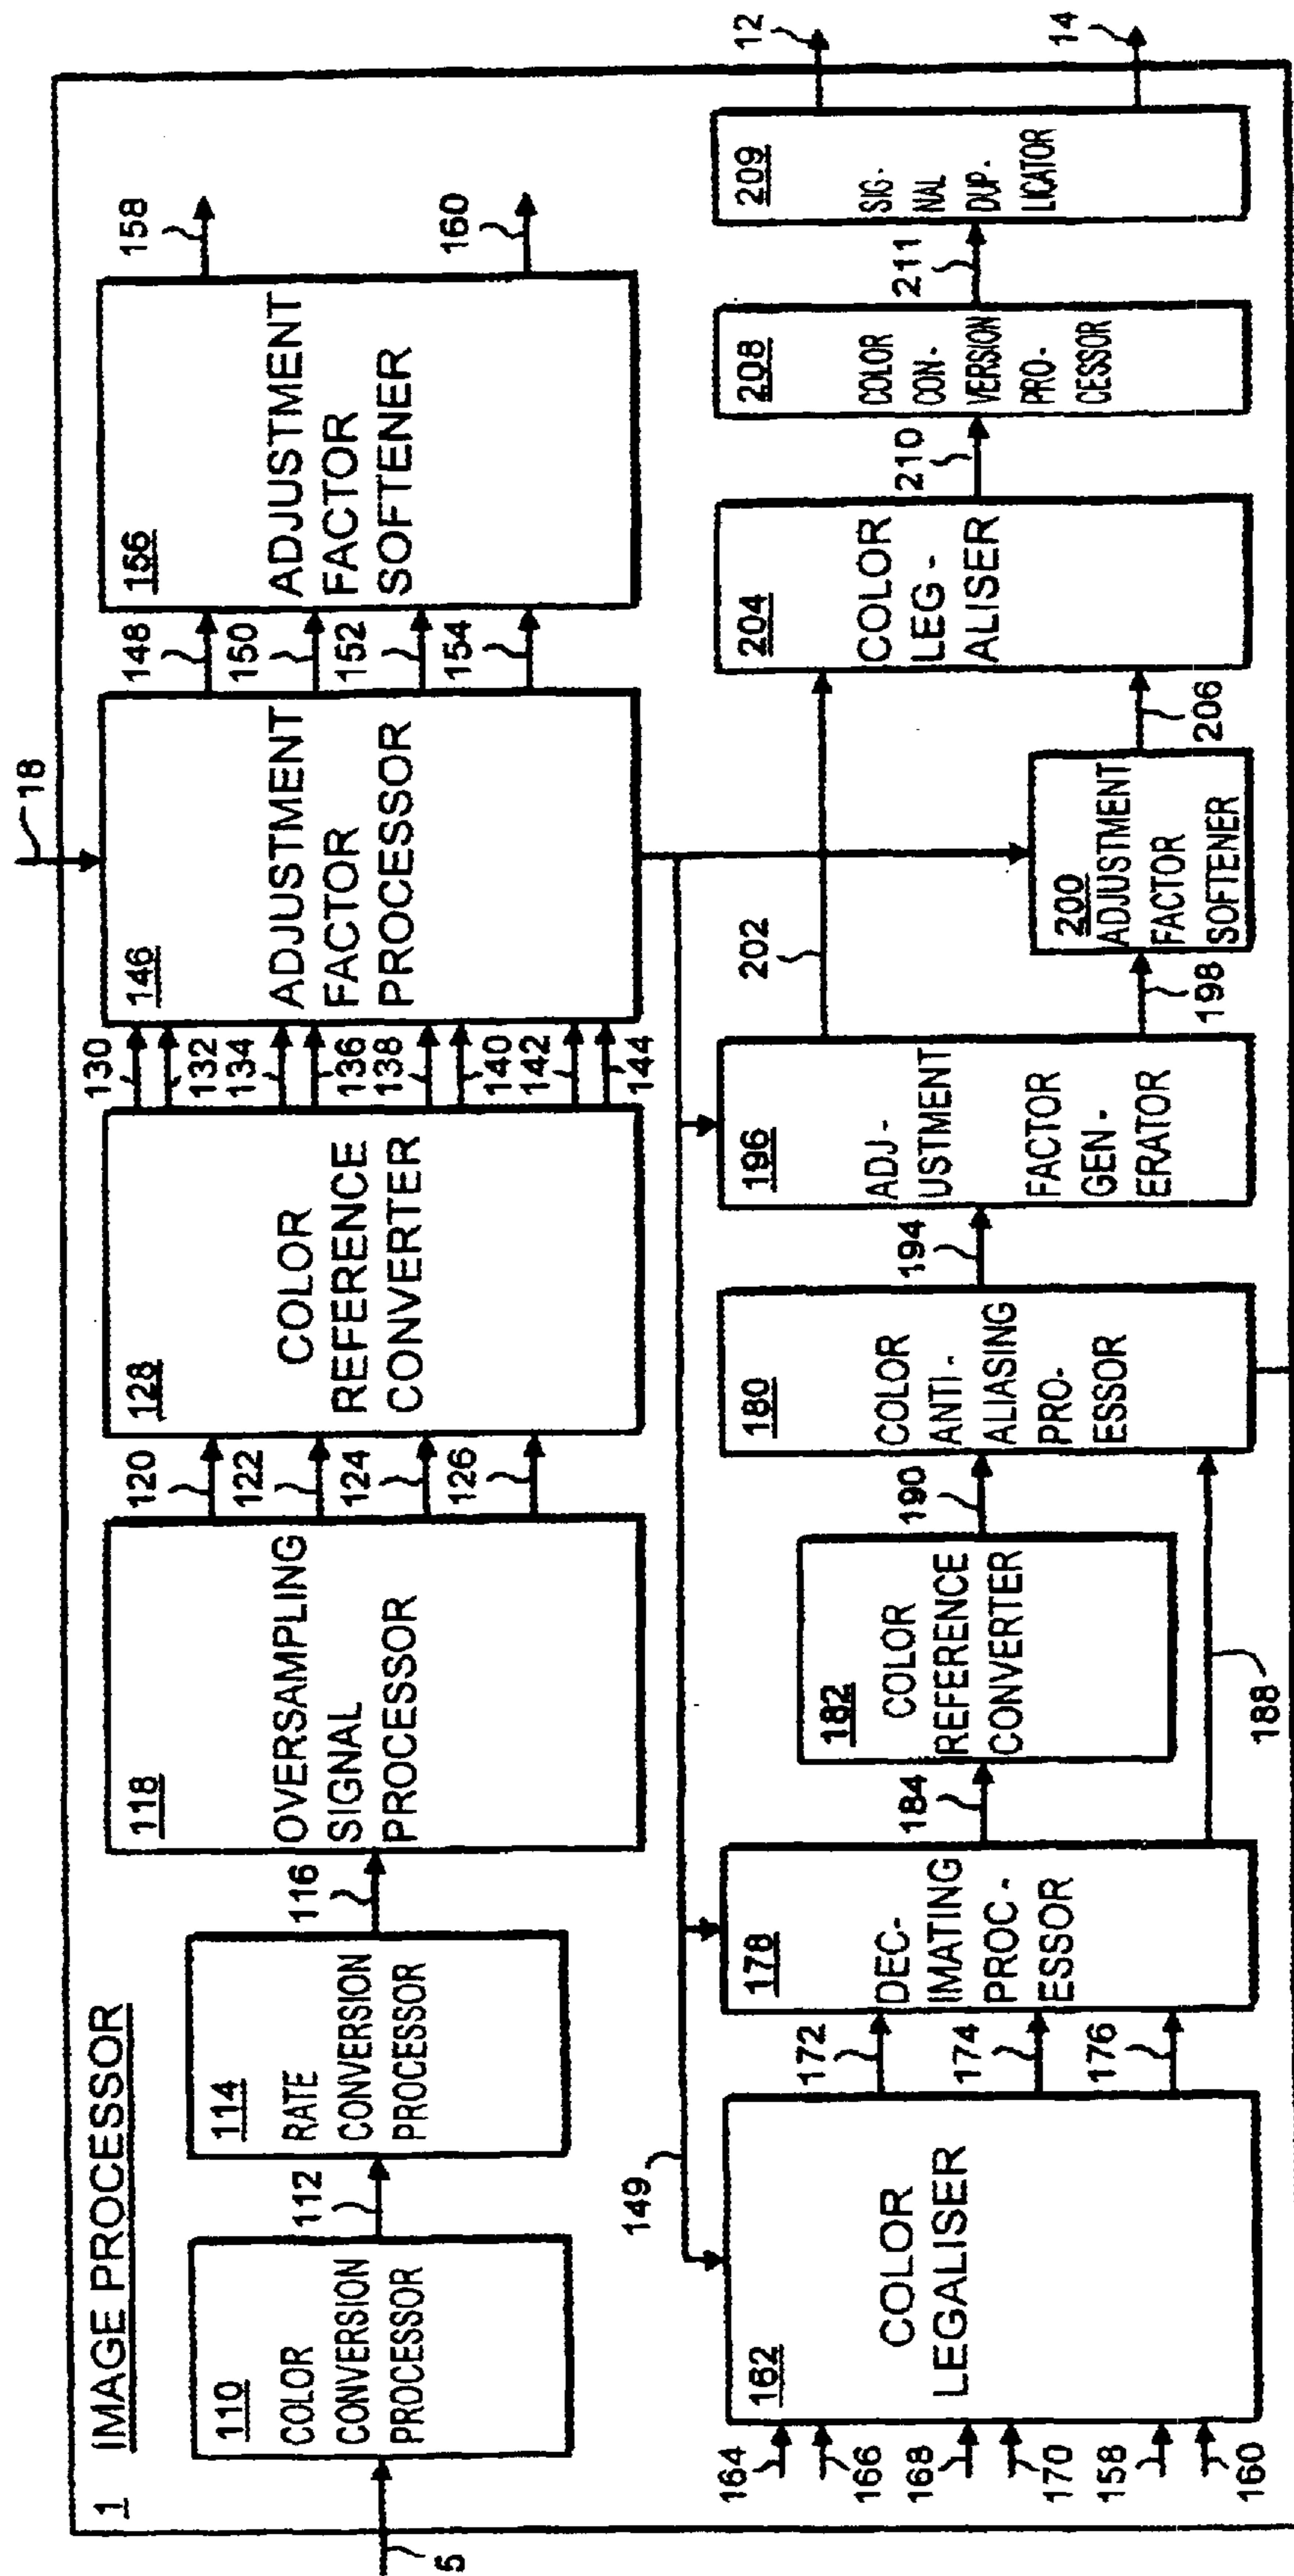 1 IMAGE PROCESSOR
5
110
COLOR
CONVERSION
PROCESSOR
112
114
RATE
CONVERSION
PROCESSOR
116
118
OVERSAMPLING
SIGNAL
PROCESSOR
120
122
124
126
128
COLOR
REFERENCE
CONVERTER
130
132
134
136
138
140
142
144
18
146
ADJUSTMENT
FACTOR
PROCESSOR
148
150
152
154
156
ADJUSTMENT
FACTOR
SOFTENER
158
160
149
164
166
168
170
158
160
162
COLOR
LEGALISER
172
174
176
178
DEC-
IMATING
PROC-
ESSOR
184
188
182
COLOR
REFERENCE
CONVERTER
190
180
COLOR
ANTI-
ALIASING
PRO-
ESSOR
194
196
ADJ-
USTMENT
FACTOR
GEN-
ERATOR
202
198
200
ADJUSTMENT
FACTOR
SOFTENER
206
204
COLOR
LEG-
ALISER
210
208
COLOR
CON-
VERSION
PRO-
CESSOR
211
209
SIG-
NAL
DUP-
LICATOR
12
14